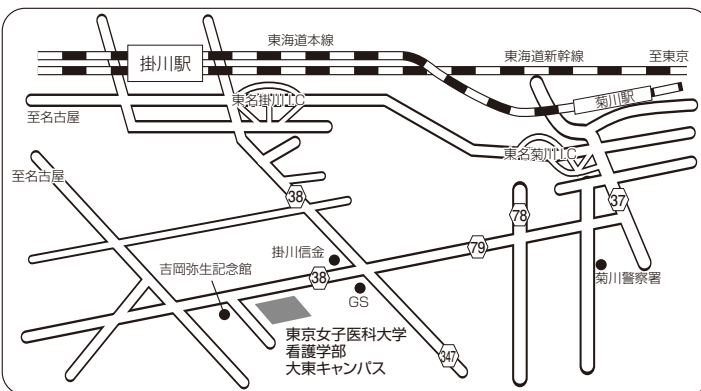 東海道本線
東海道新幹線
至東京
掛川駅
菊川駅
東名掛川I.C
至名古屋
東名菊川I.C
至名古屋
38
37
78
掛川信金
79
吉岡弥生記念館
38
菊川警察署
GS
東京女子医科大学
看護学部
大東キャンパス
347